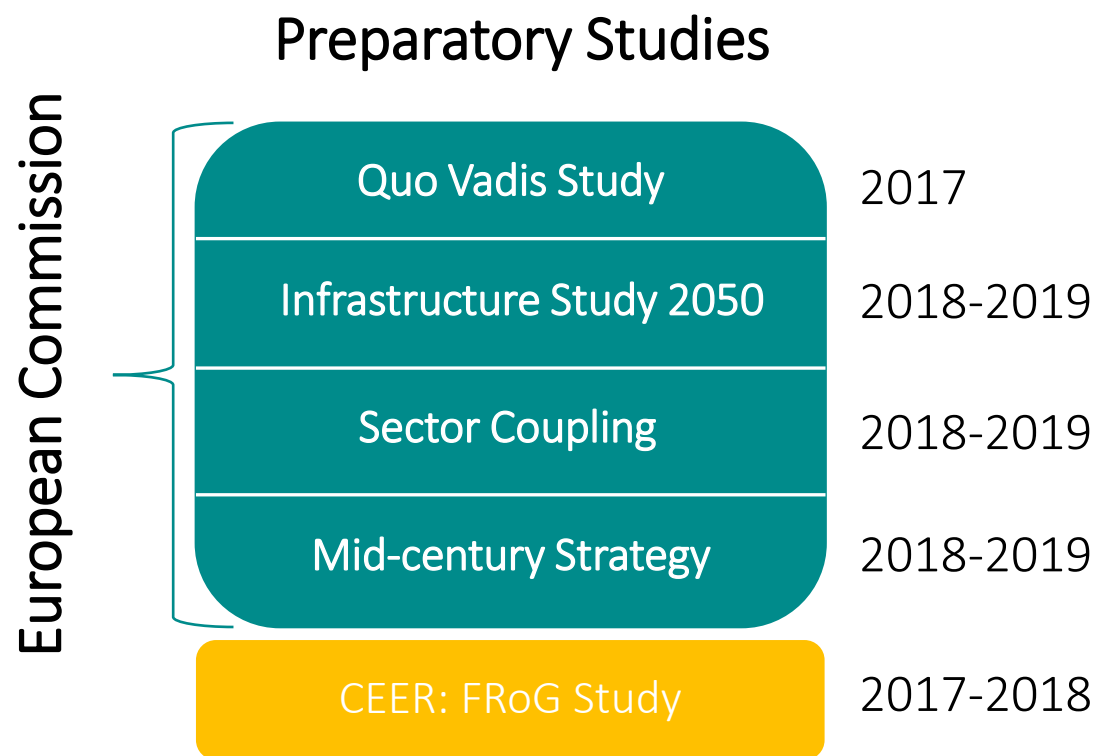 Preparatory Studies
European Commission
Quo Vadis Study
2017
Infrastructure Study 2050
2018-2019
Sector Coupling
2018-2019
Mid-century Strategy
2018-2019
CEER: FRoG Study
2017-2018